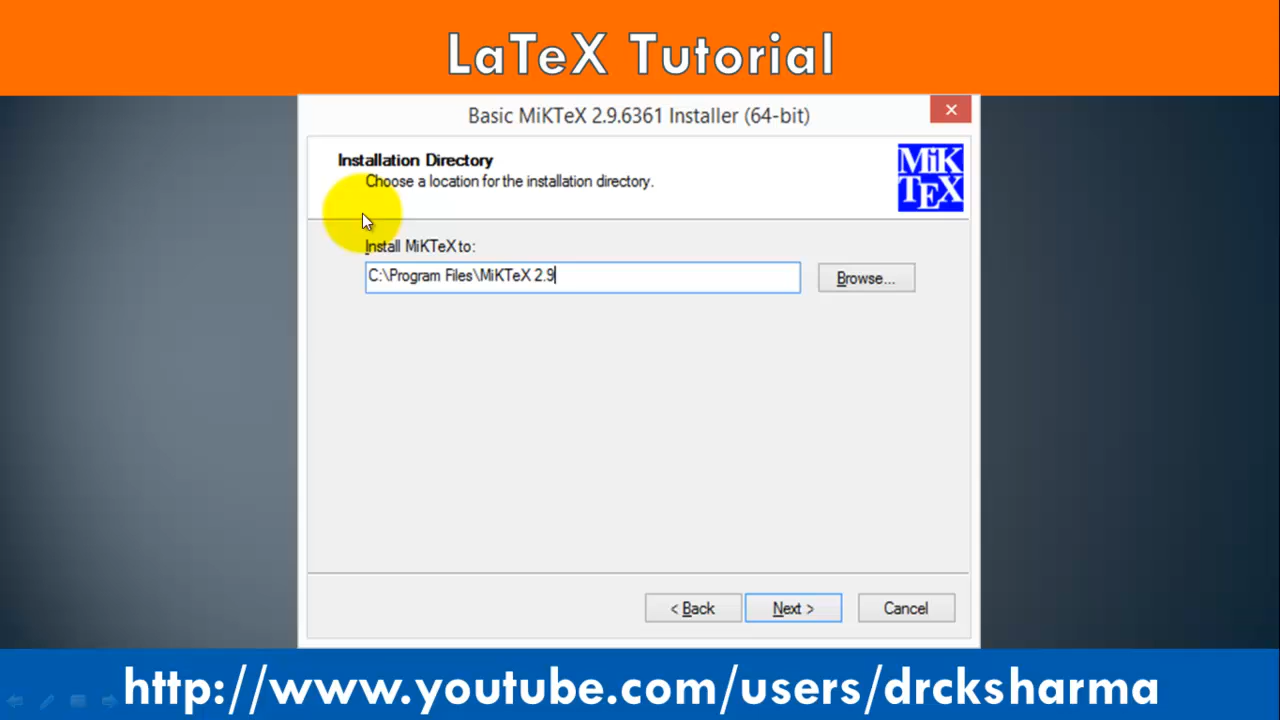 LaTeX Tutorial
Basic MiKTeX 2.9.6361 Installer (64-bit)
Installation Directory
Choose a location for the installation directory.
MiK
TEX
Install MiKTeX to:
C:\Program Files\MiKTeX 2.9
Browse...
< Back
Next >
Cancel
http://www.youtube.com/users/drcksharma